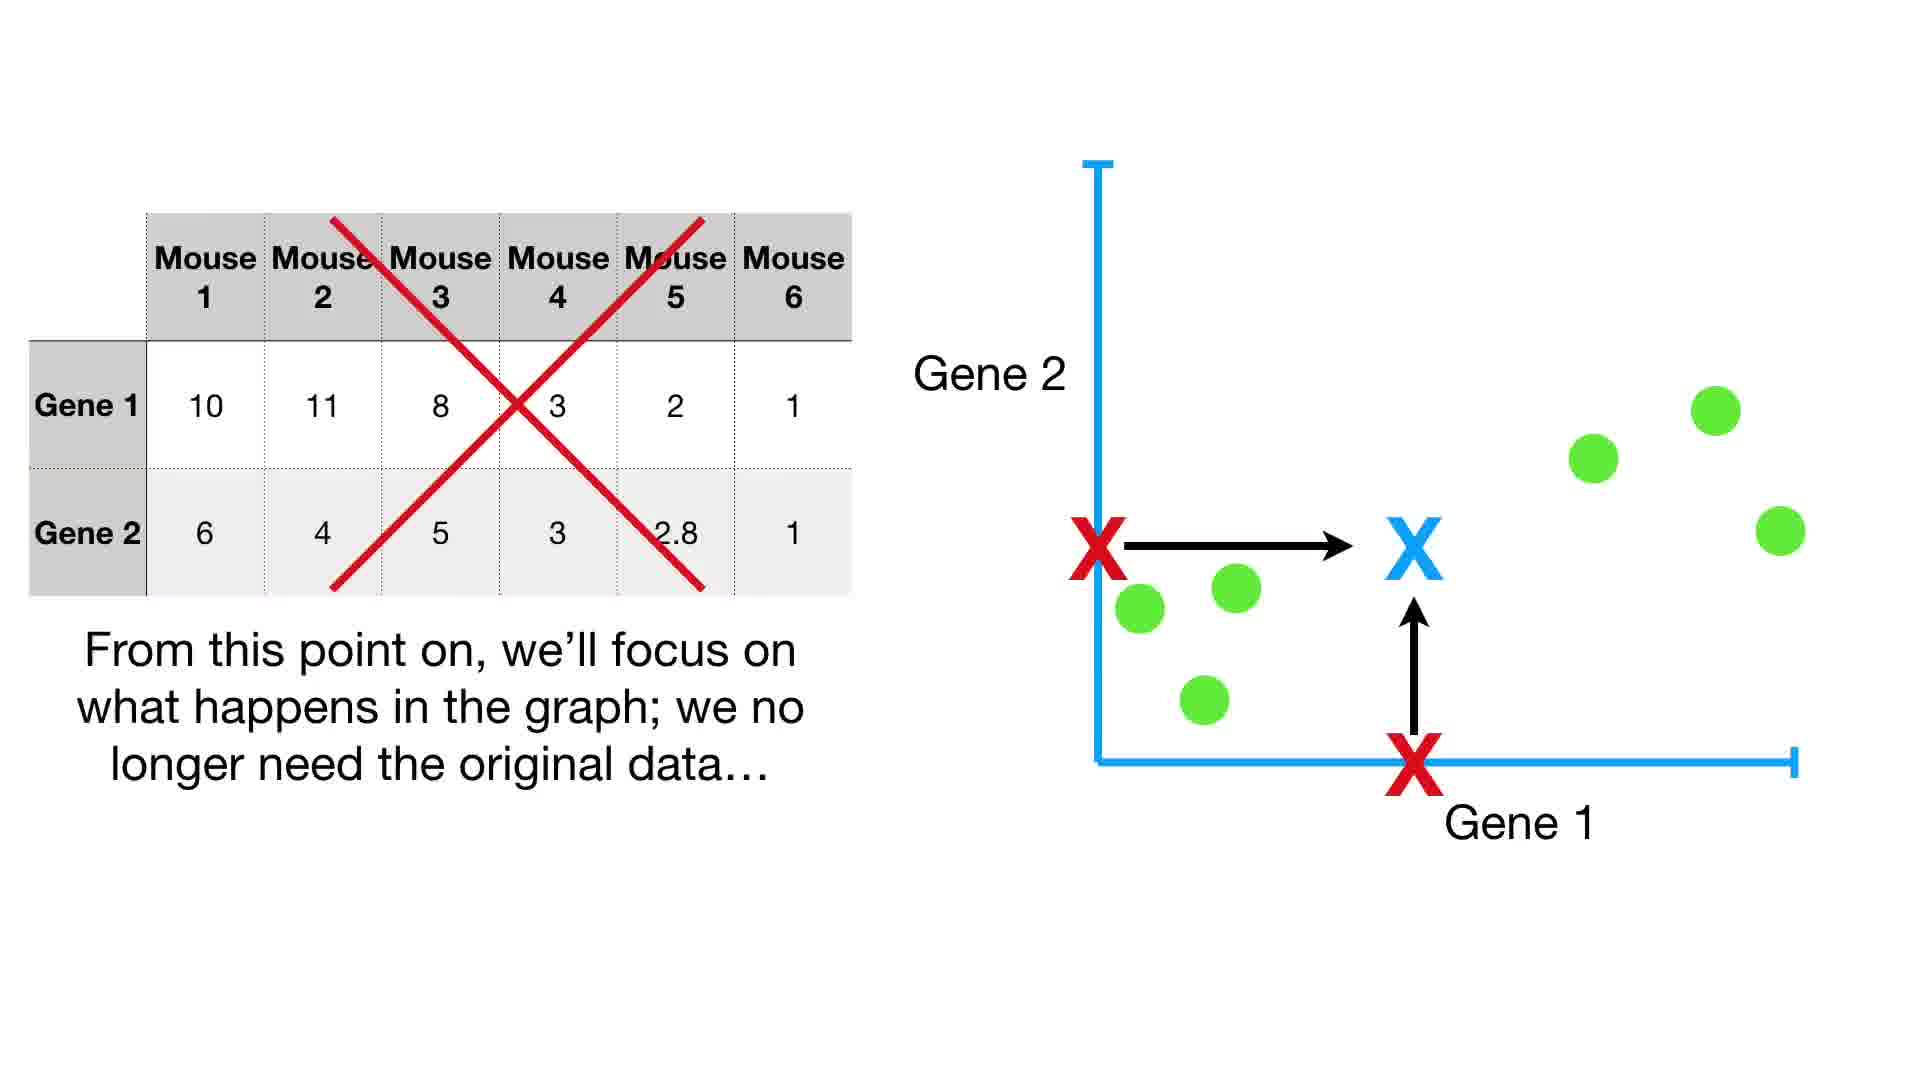 Mouse 1 Mouse 2 Mouse 3 Mouse 4 Mouse 5 Mouse 6
Gene 1 10 11 8 3 2 1
Gene 2 6 4 5 3 2.8 1
From this point on, we'll focus on
what happens in the graph; we no
longer need the original data…
Gene 2
X X
X
Gene 1